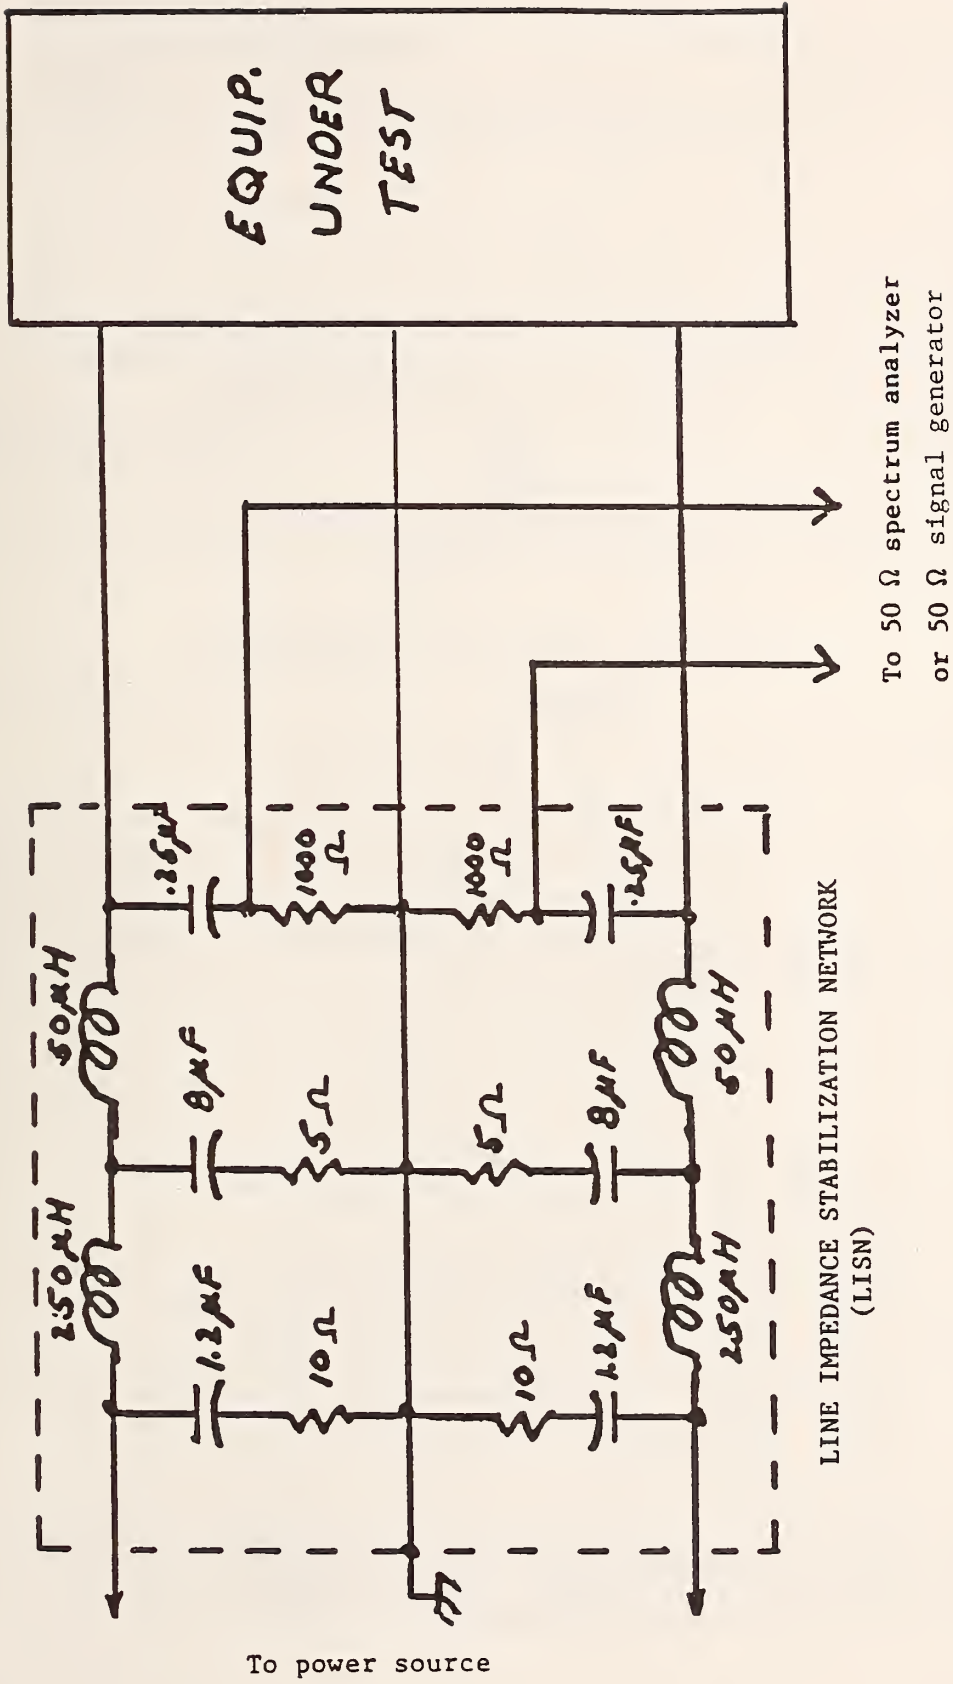 EQUIP.
UNDER
TEST
250µH
50µH
1.2µF
8µF
.25µF
10Ω
5Ω
1000
Ω
10Ω
5Ω
1000
Ω
1.2µF
8µF
.25µF
250µH
50µH
To power source
LINE IMPEDANCE STABILIZATION NETWORK
(LISN)
To 50 Ω spectrum analyzer
or 50 Ω signal generator